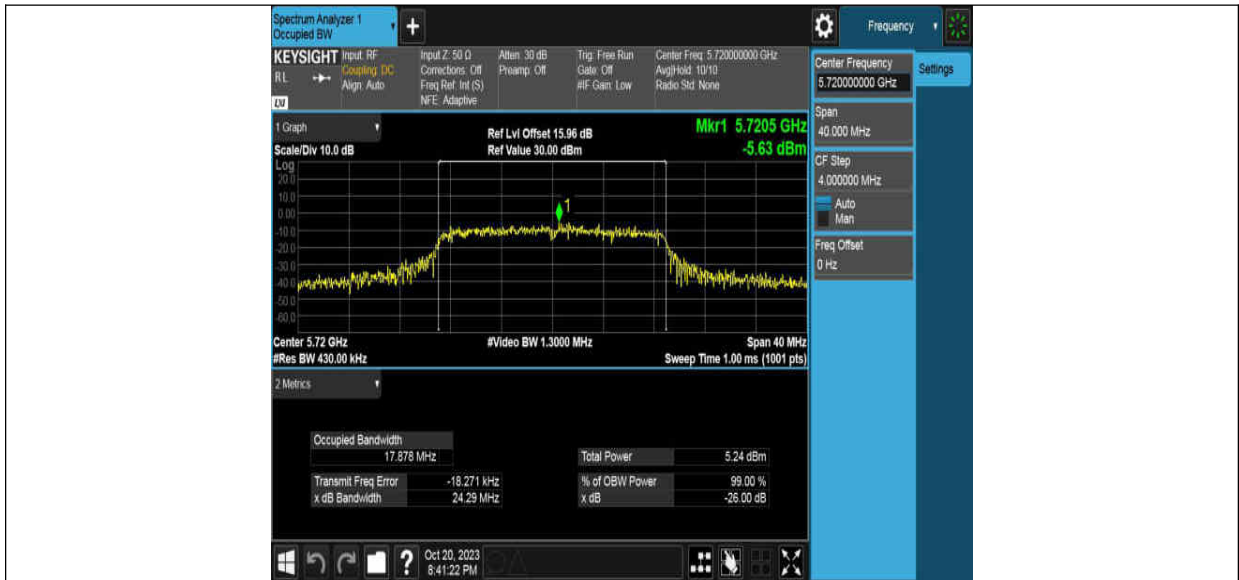 Spectrum Analyzer 1
Occupied BW
+
Frequency
KEYSIGHT
RL
LXI
Input: RF
Coupling: DC
Align: Auto
Input Z: 50 Ω
Corrections: Off
Freq Ref: Int (S)
NFE: Adaptive
Atten: 30 dB
Preamp: Off
Trig: Free Run
Gate: Off
#IF Gain: Low
Center Freq: 5.720000000 GHz
Avg|Hold: 10/10
Radio Std: None
Center Frequency
5.720000000 GHz
Settings
Span
40.000 MHz
CF Step
4.000000 MHz
Auto
Man
Freq Offset
0 Hz
1 Graph
Scale/Div 10.0 dB
Ref Lvl Offset 15.96 dB
Ref Value 30.00 dBm
Mkr1 5.7205 GHz
-5.63 dBm
Log
20.0
10.0
0.00
-10.0
-20.0
-30.0
-40.0
-50.0
-60.0
1
Center 5.72 GHz
#Video BW 1.3000 MHz
Span 40 MHz
#Res BW 430.00 kHz
Sweep Time 1.00 ms (1001 pts)
2 Metrics
Occupied Bandwidth
17.878 MHz
Total Power 5.24 dBm
Transmit Freq Error -18.271 kHz
% of OBW Power 99.00 %
x dB Bandwidth 24.29 MHz
x dB -26.00 dB
?
Oct 20, 2023
8:41:22 PM